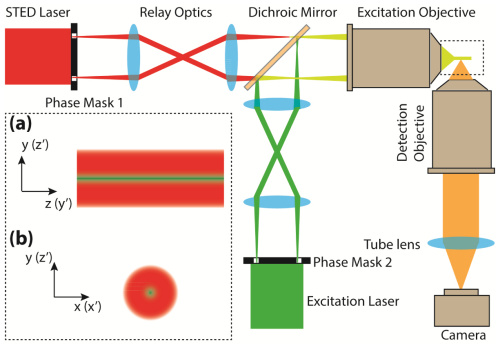 STED Laser
Relay Optics
Dichroic Mirror
Excitation Objective
Phase Mask 1
(a)
y (z′)
z (y′)
(b)
y (z′)
x (x′)
Detection
Objective
Tube lens
Phase Mask 2
Excitation Laser
Camera